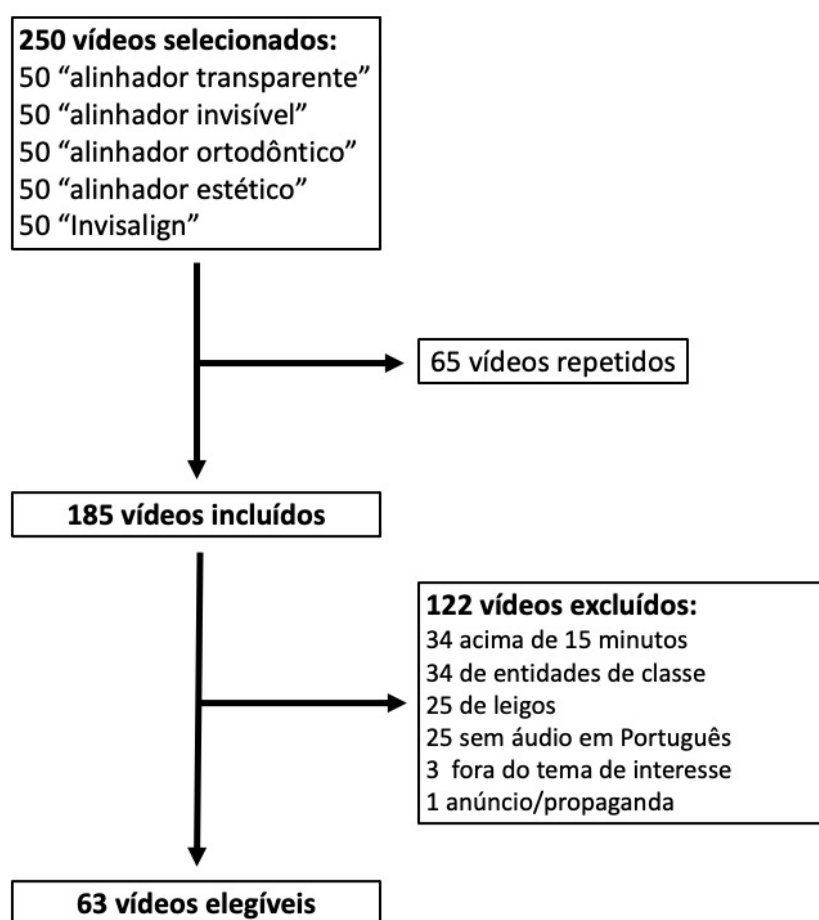 250 vídeos selecionados:
50 “alinhador transparente”
50 “alinhador invisível”
50 “alinhador ortodôntico”
50 “alinhador estético”
50 “Invisalign”
65 vídeos repetidos
185 vídeos incluídos
122 vídeos excluídos:
34 acima de 15 minutos
34 de entidades de classe
25 de leigos
25 sem áudio em Português
3 fora do tema de interesse
1 anúncio/propaganda
63 vídeos elegíveis